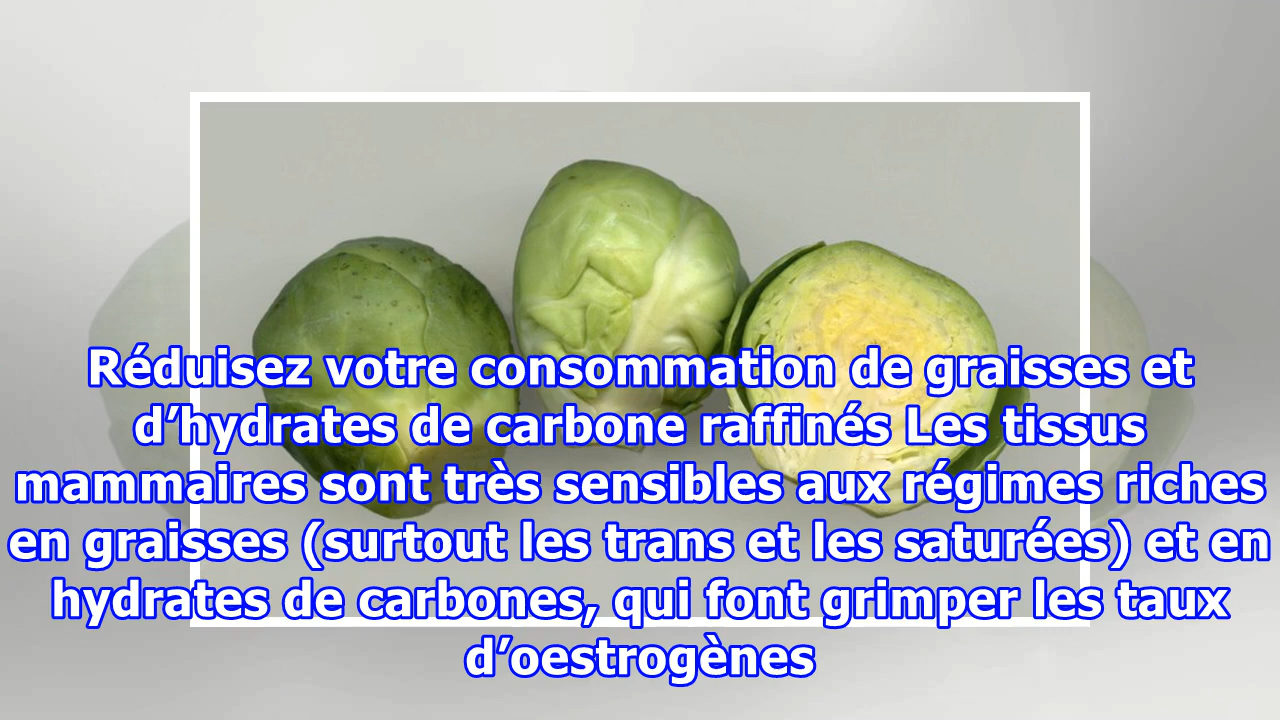 Réduisez votre consommation de graisses et
d’hydrates de carbone raffinés Les tissus
mammaires sont très sensibles aux régimes riches
en graisses (surtout les trans et les saturées) et en
hydrates de carbones, qui font grimper les taux
d’oestrogènes